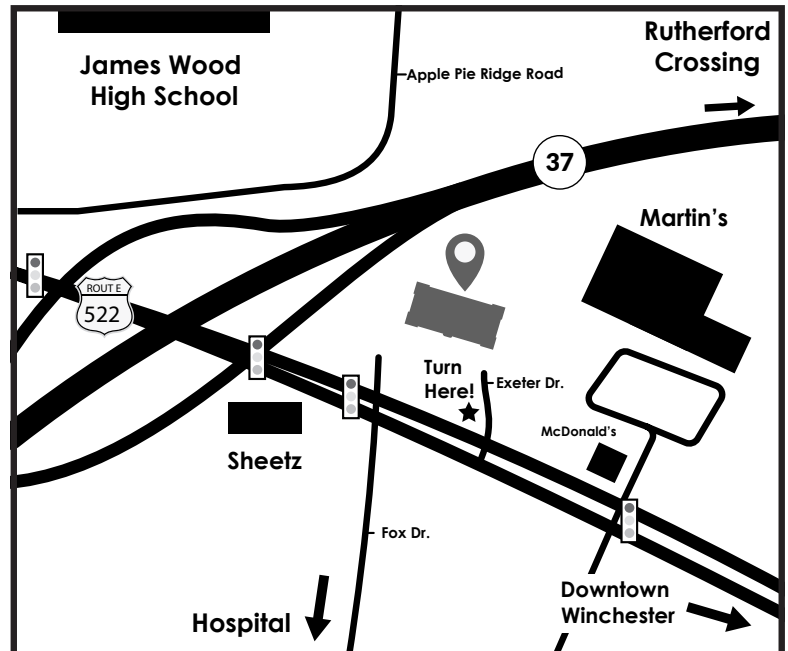 James Wood
High School
Rutherford
Crossing
Apple Pie Ridge Road
37
Martin's
ROUTE
522
Turn
Here!
Exeter Dr.
McDonald's
Sheetz
Fox Dr.
Downtown
Winchester
Hospital